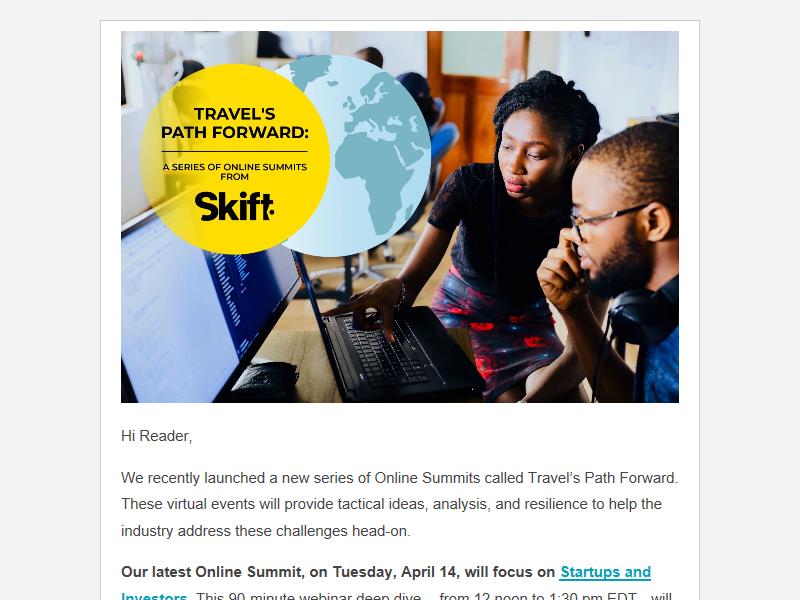 TRAVEL'S
PATH FORWARD:
A SERIES OF ONLINE SUMMITS
FROM
Skift
Hi Reader,
We recently launched a new series of Online Summits called Travel’s Path Forward.
These virtual events will provide tactical ideas, analysis, and resilience to help the
industry address these challenges head-on.
Our latest Online Summit, on Tuesday, April 14, will focus on Startups and
Investors. This 90-minute webinar deep dive – from 12 noon to 1:30 pm EDT – will